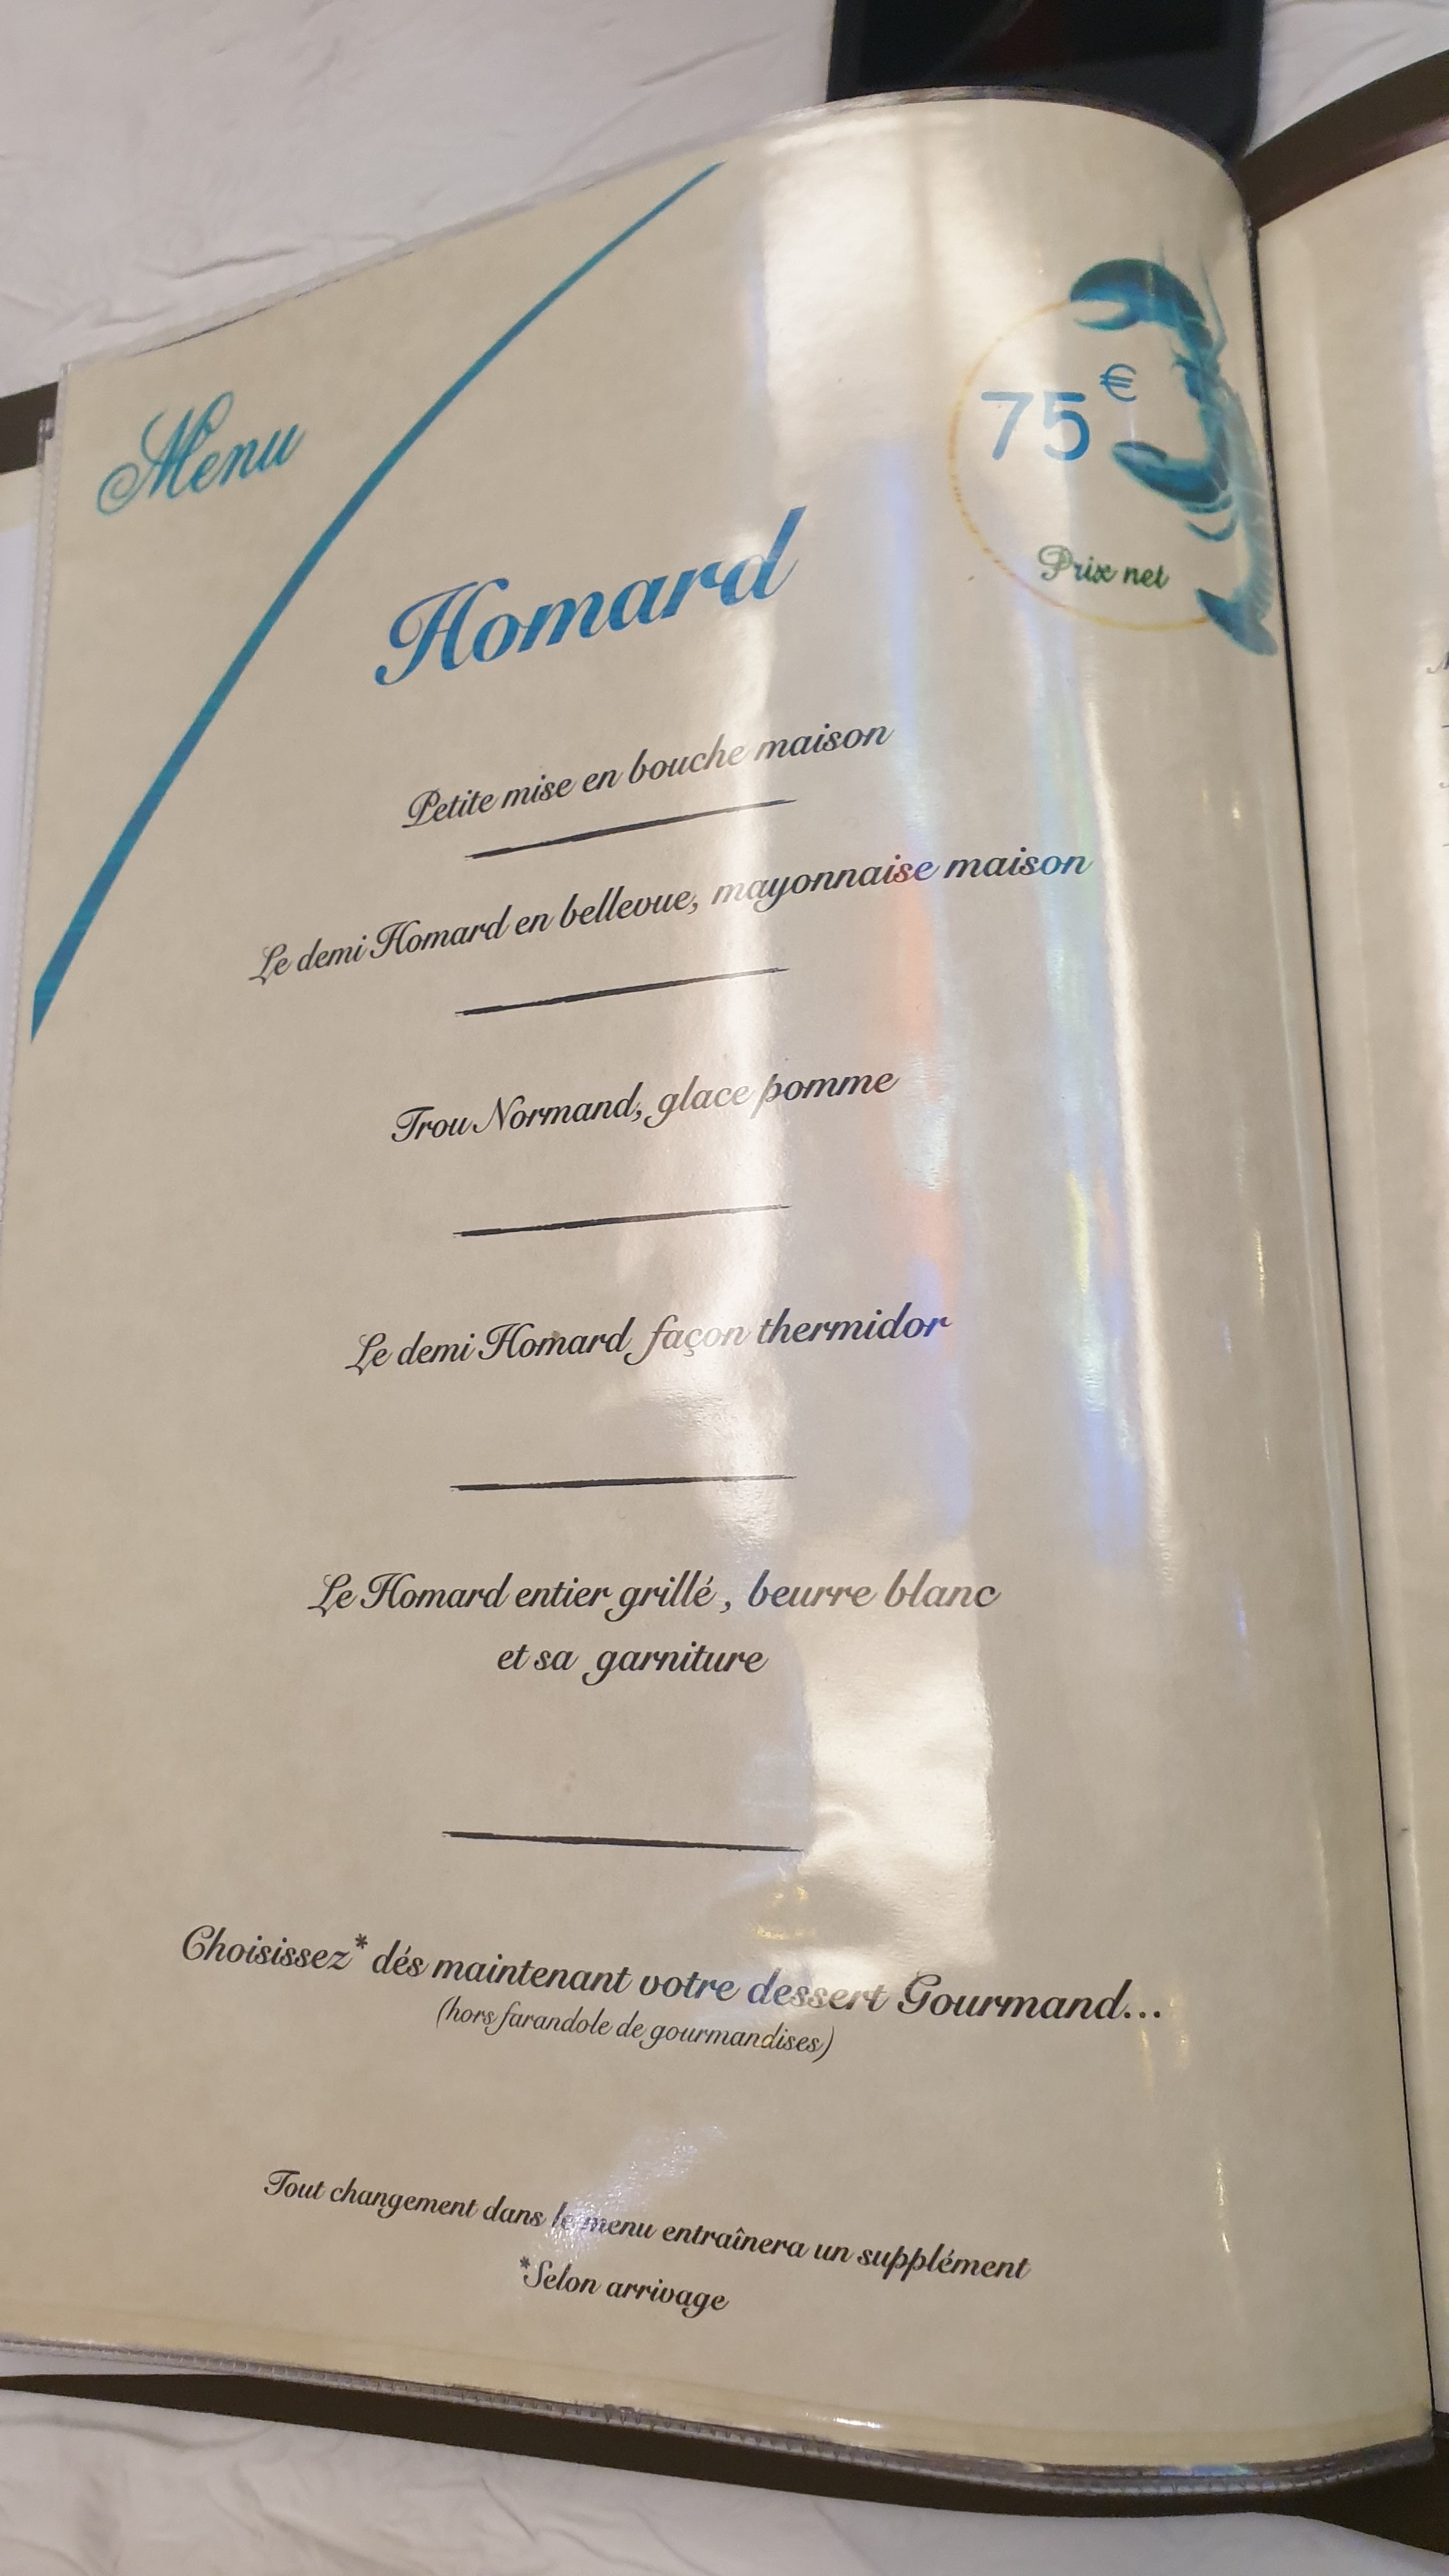 Menu
75€
Prix net
Homard
Petite mise en bouche maison
Le demi Homard en bellevue, mayonnaise maison
Trou Normand, glace pomme
Le demi Homard façon thermidor
Le Homard entier grillé, beurre blanc
et sa garniture
Choisissez* dés maintenant votre dessert Gourmand...
(hors farandole de gourmandises)
Tout changement dans le menu entraînera un supplément
*Selon arrivage